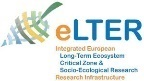 eLTER
Integrated European
Long-Term Ecosystem
Critical Zone &
Socio-Ecological Research
Research Infrastructure